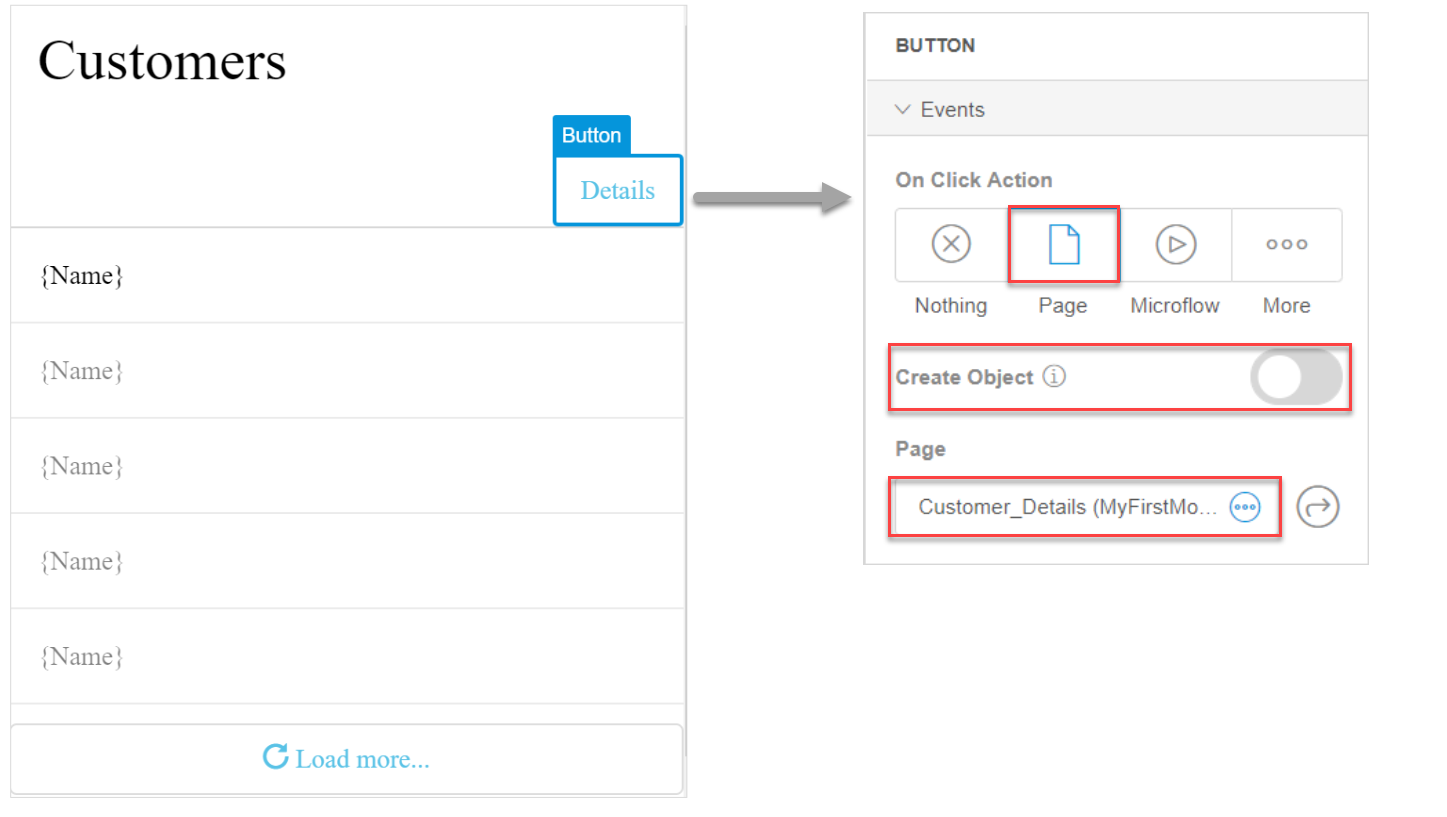 Customers
Button
Details
{Name}
{Name}
{Name}
{Name}
{Name}
Load more...
BUTTON
Events
On Click Action
Nothing Page Microflow More
Create Object
Page
Customer_Details (MyFirstMo...